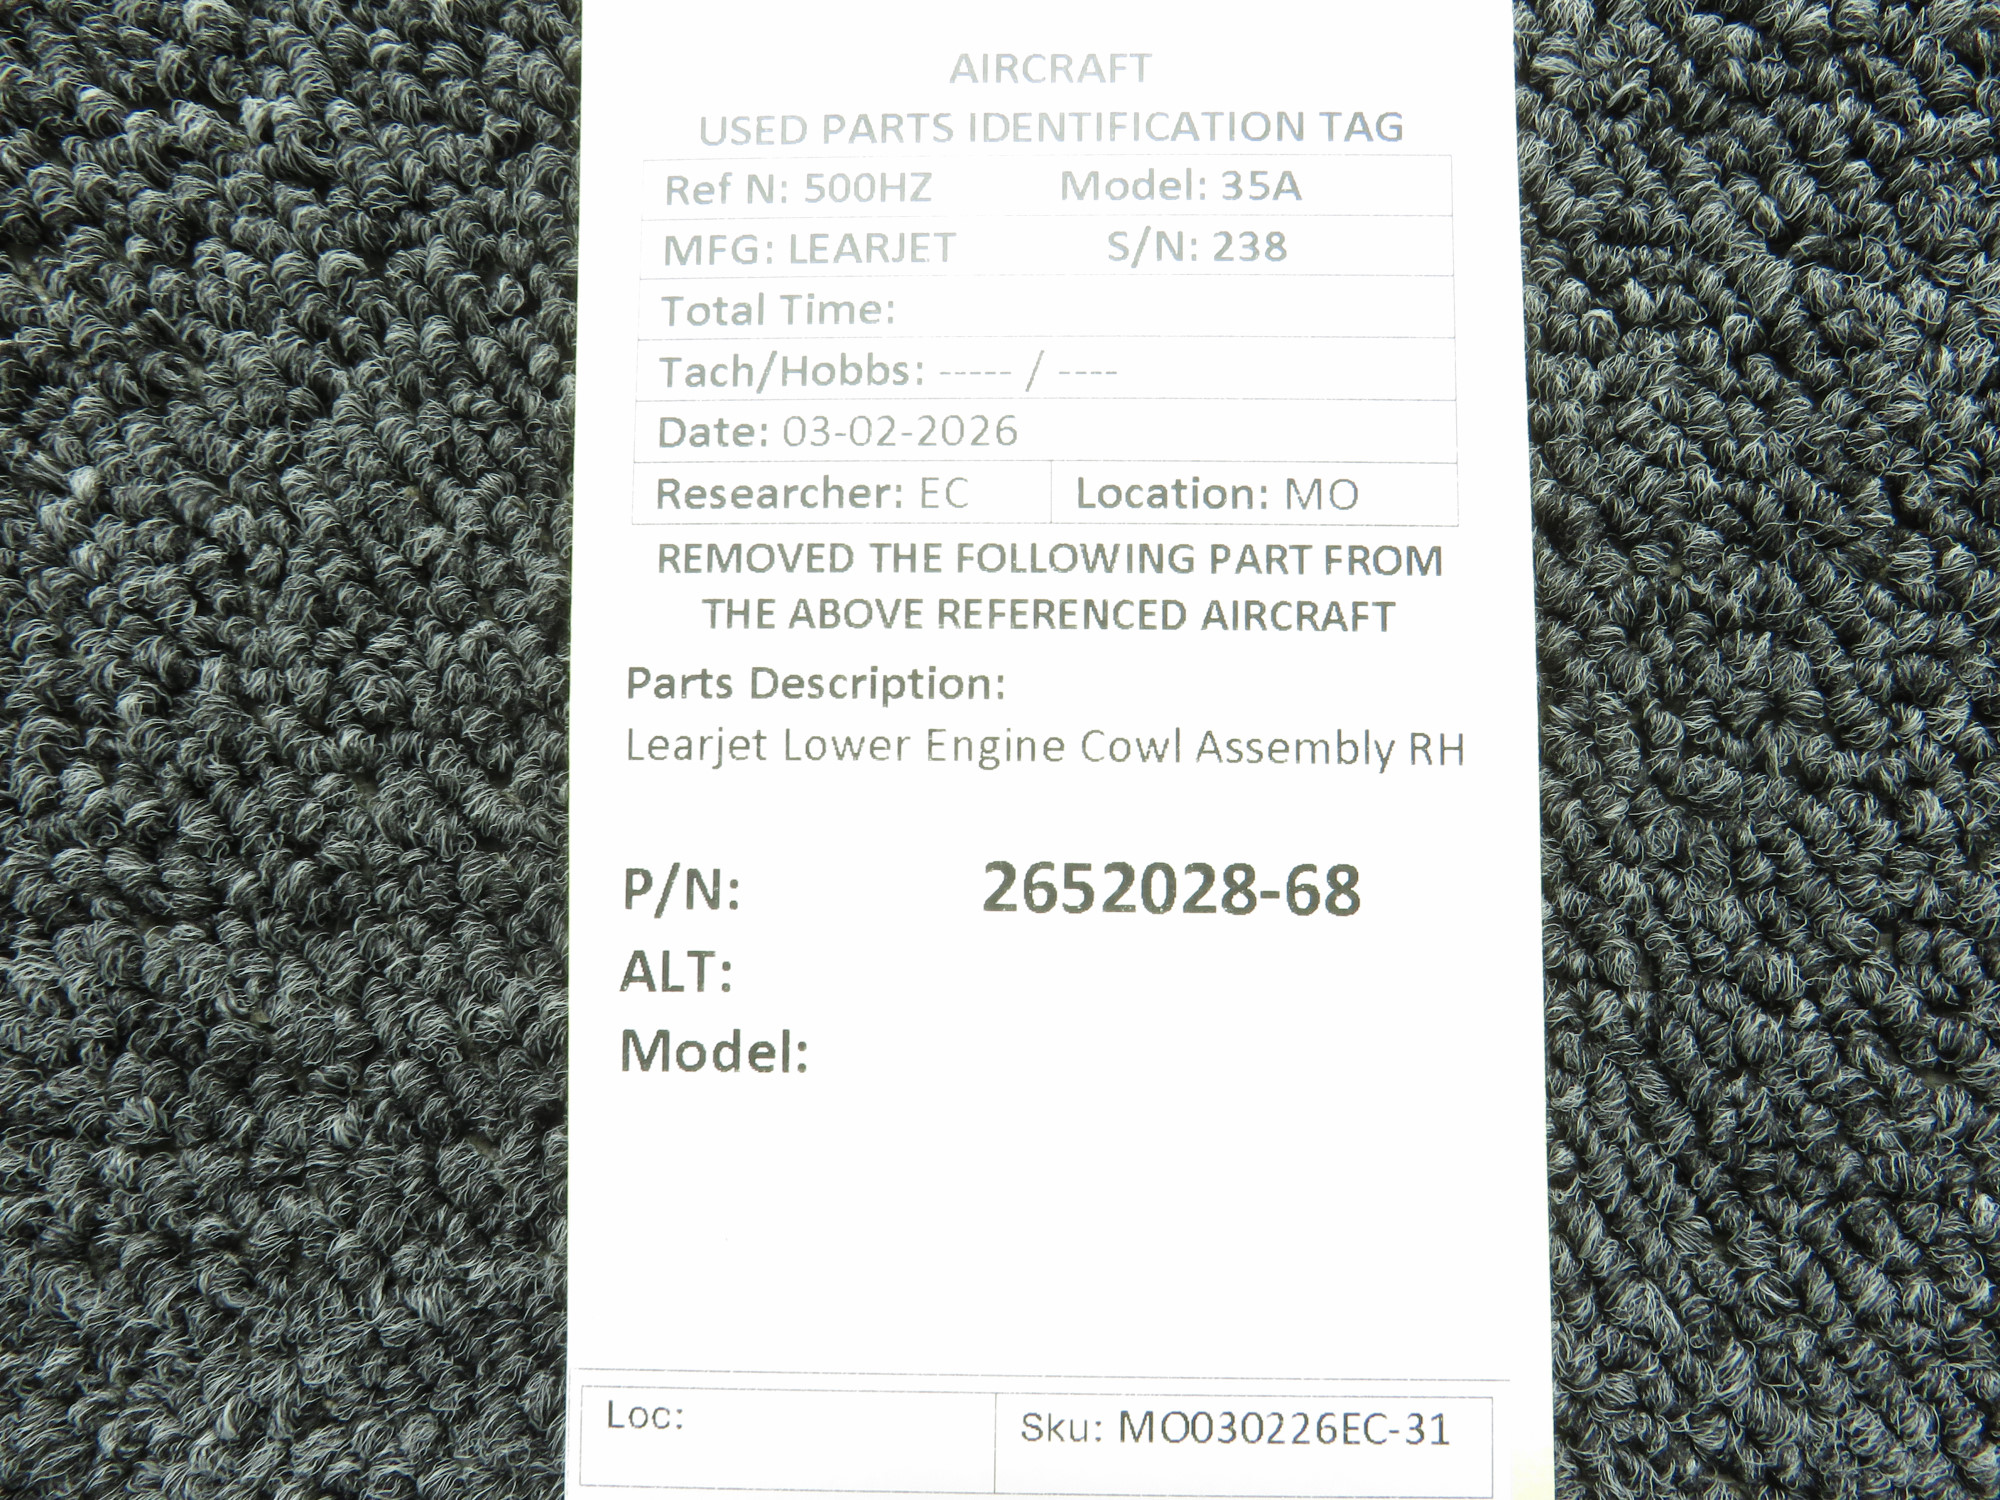 AIRCRAFT
USED PARTS IDENTIFICATION TAG
Ref N: 500HZ Model: 35A
MFG: LEARJET S/N: 238
Total Time:
Tach/Hobbs: ----- / ----
Date: 03-02-2026
Researcher: EC Location: MO
REMOVED THE FOLLOWING PART FROM
THE ABOVE REFERENCED AIRCRAFT
Parts Description:
Learjet Lower Engine Cowl Assembly RH
P/N: 2652028-68
ALT:
Model:
Loc: Sku: MO030226EC-31